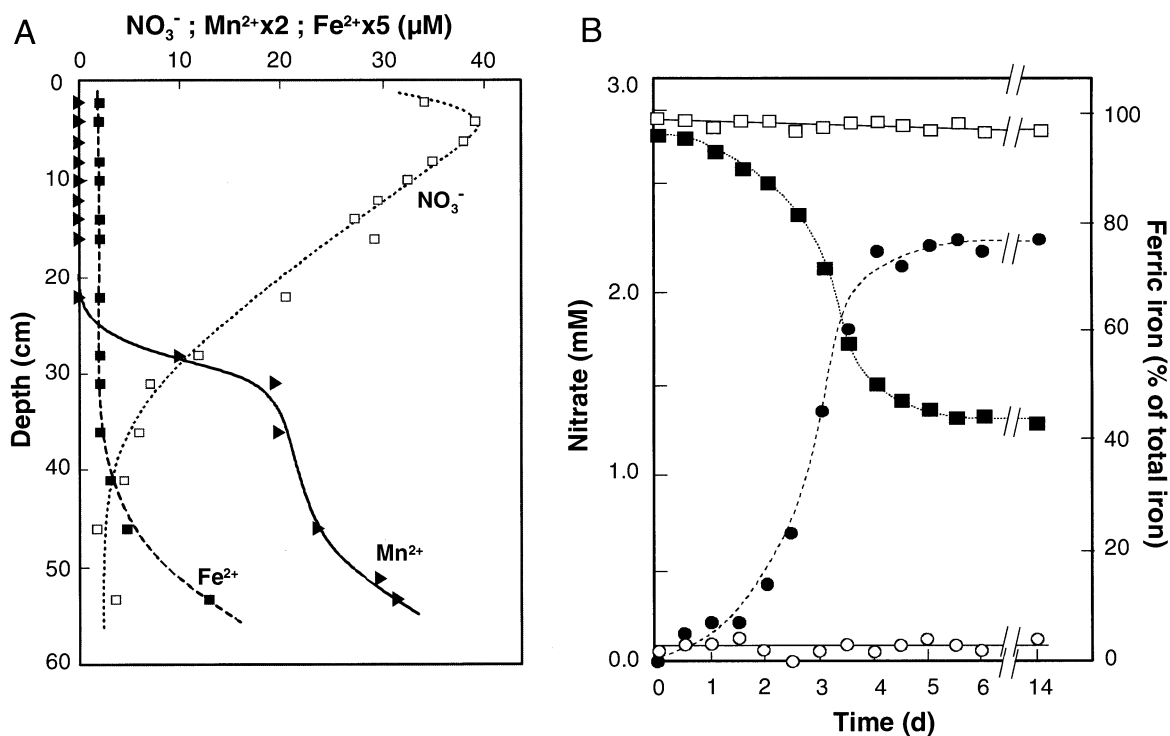 A
NO₃⁻ ; Mn²⁺x2 ; Fe²⁺x5 (µM)
0 10 20 30 40
Depth (cm)
0
10
20
30
40
50
60
NO₃⁻
Mn²⁺
Fe²⁺
B
Nitrate (mM)
3.0
2.0
1.0
0.0
Ferric iron (% of total iron)
100
80
60
40
20
0
0 1 2 3 4 5 6 14
Time (d)